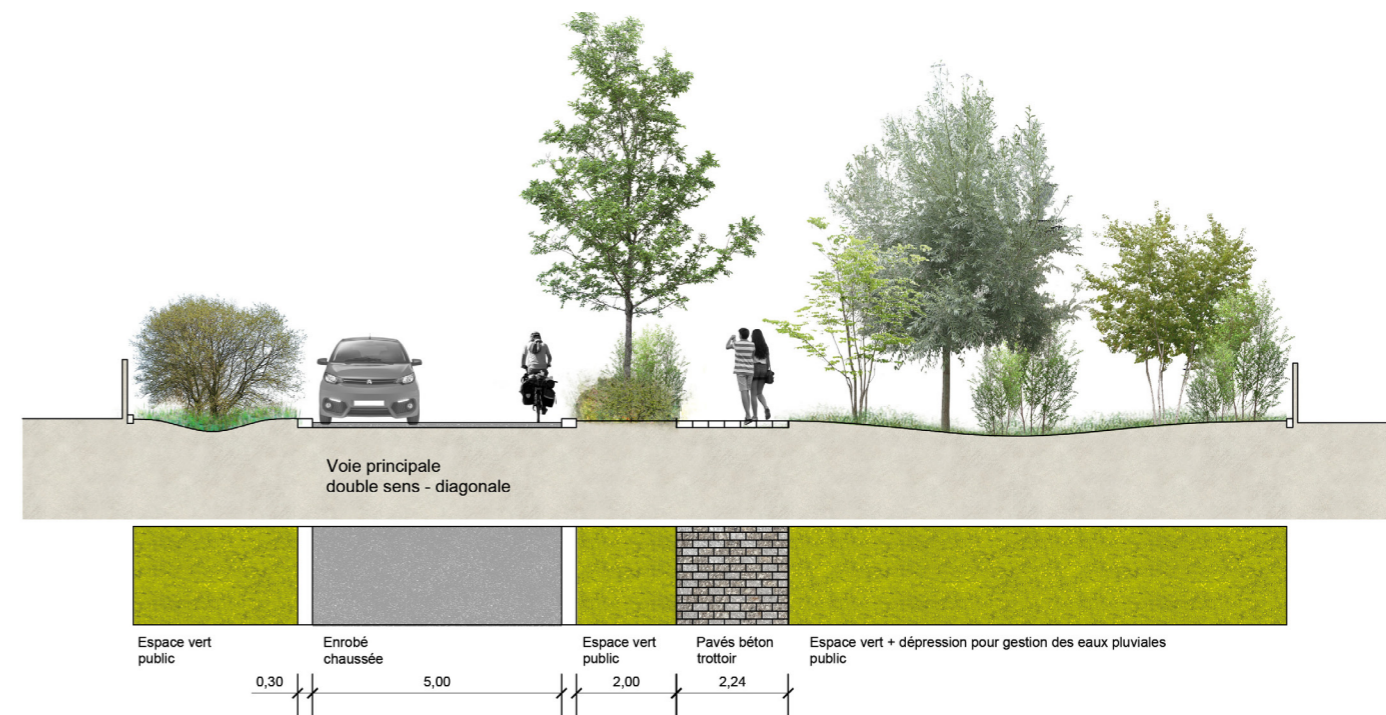 Voie principale
double sens - diagonale
Espace vert
public
Enrobé
chaussée
Espace vert
public
Pavés béton
trottoir
Espace vert + dépression pour gestion des eaux pluviales
public
0,30
5,00
2,00
2,24